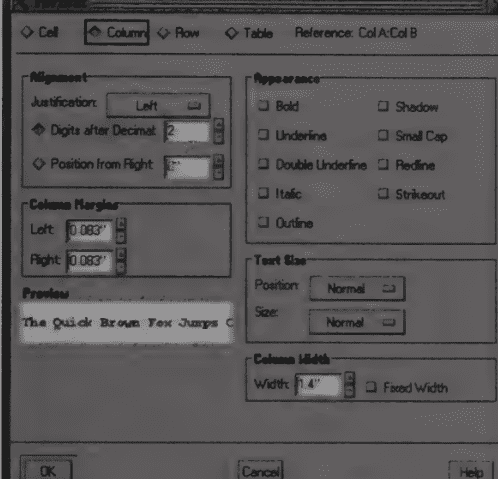 Cell Column Row Table Reference: Col A:Col B
Alignment
Justification: Left
Digits after Decimal: 2
Position from Right:
Column Margins
Left: 0.083"
Right: 0.083"
Preview
The Quick Brown Fox Jumps O
Appearance
Bold Shadow
Underline Small Cap
Double Underline Redline
Italic Strikeout
Outline
Text Size
Position: Normal
Size: Normal
Column Width
Width: 1.4" Fixed Width
OK Cancel Help